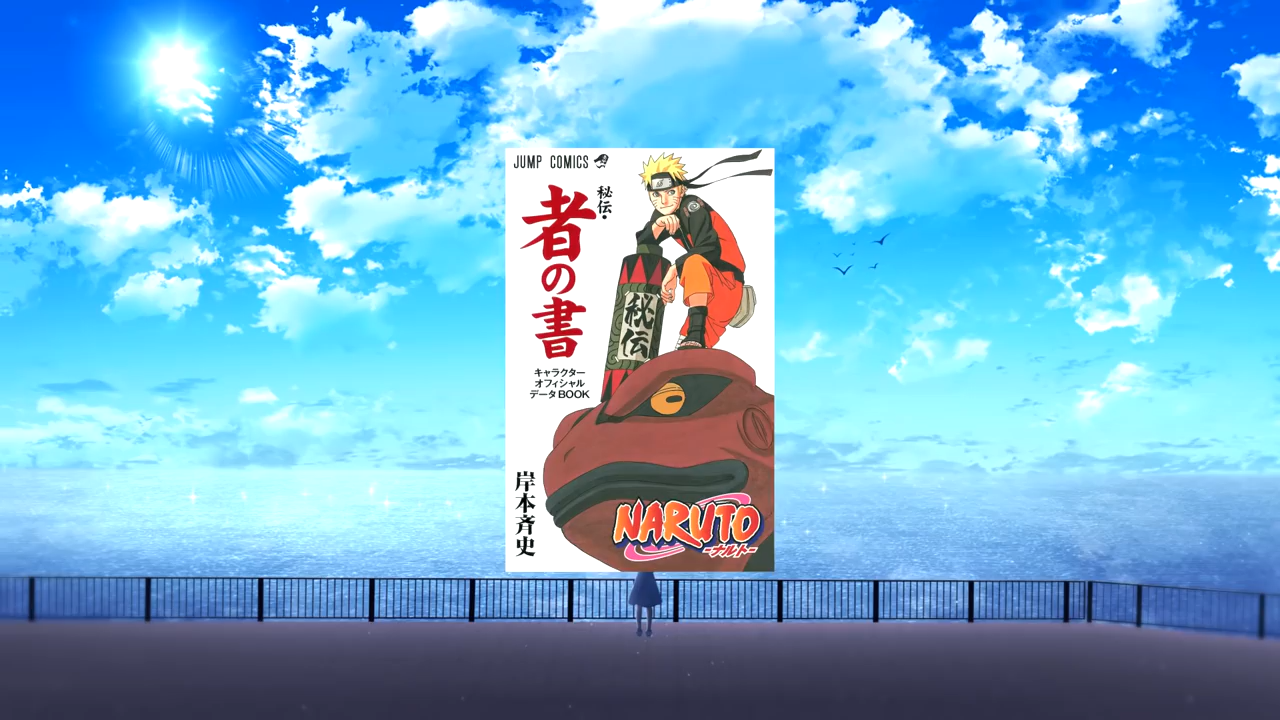 JUMP COMICS
秘伝・
者の書
キャラクター
オフィシャル
データBOOK
秘伝
岸本斉史
NARUTO
-ナルト-